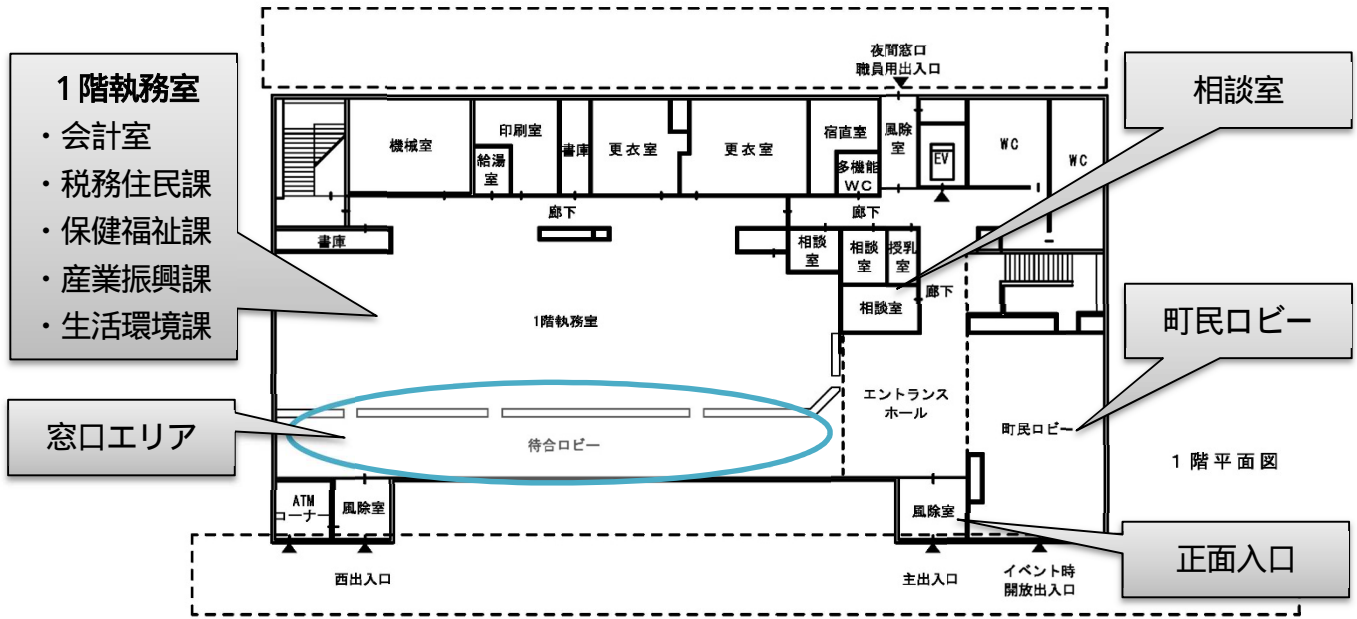 夜間窓口
職員用出入口
1階執務室
・会計室
・税務住民課
・保健福祉課
・産業振興課
・生活環境課
相談室
機械室
印刷室
給湯
室
書庫
更衣室
更衣室
宿直室
多機能
WC
風除
室
EV
WC
WC
廊下
廊下
書庫
相談
室
相談
室
授乳
室
廊下
相談室
1階執務室
町民ロビー
エントランス
ホール
窓口エリア
待合ロビー
町民ロビー
1階平面図
ATM
コーナー
風除室
風除室
正面入口
西出入口
主出入口
イベント時
開放出入口